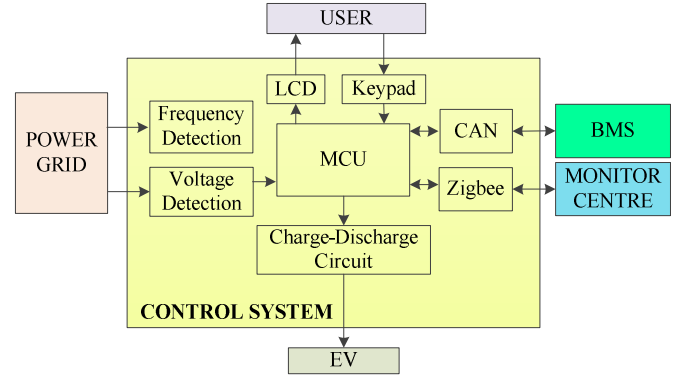 USER
LCD
Keypad
POWER
GRID
Frequency
Detection
Voltage
Detection
MCU
CAN
Zigbee
BMS
MONITOR
CENTRE
Charge-Discharge
Circuit
CONTROL SYSTEM
EV